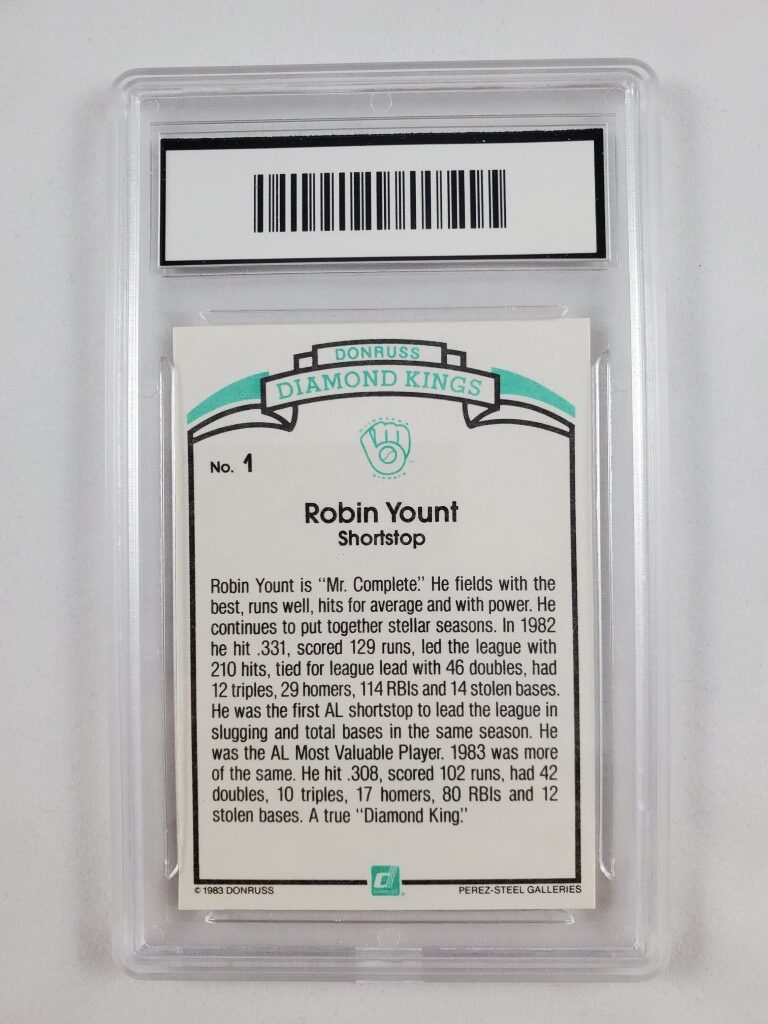 DONRUSS
DIAMOND KINGS
No. 1
Robin Yount
Shortstop
Robin Yount is "Mr. Complete." He fields with the
best, runs well, hits for average and with power. He
continues to put together stellar seasons. In 1982
he hit .331, scored 129 runs, led the league with
210 hits, tied for league lead with 46 doubles, had
12 triples, 29 homers, 114 RBIs and 14 stolen bases.
He was the first AL shortstop to lead the league in
slugging and total bases in the same season. He
was the AL Most Valuable Player. 1983 was more
of the same. He hit .308, scored 102 runs, had 42
doubles, 10 triples, 17 homers, 80 RBIs and 12
stolen bases. A true "Diamond King."
© 1983 DONRUSS
PEREZ-STEEL GALLERIES